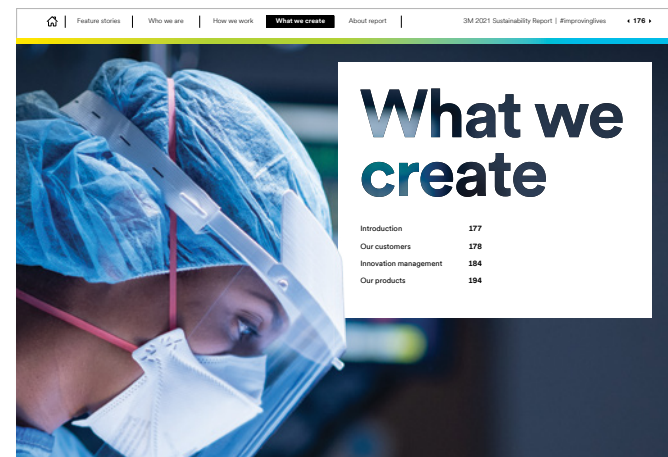 Feature stories
Who we are
How we work
What we create
About report
3M 2021 Sustainability Report | #improvinglives
176
What we
create
Introduction 177
Our customers 178
Innovation management 184
Our products 194